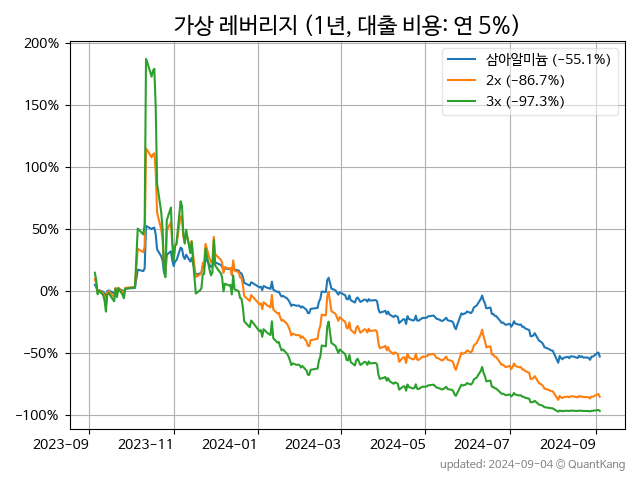 가상 레버리지 (1년, 대출 비용: 연 5%)
200%
150%
100%
50%
0%
−50%
−100%
삼아알미늄 (-55.1%)
2x (-86.7%)
3x (-97.3%)
2023-09
2023-11
2024-01
2024-03
2024-05
2024-07
2024-09
updated: 2024-09-04 © QuantKang